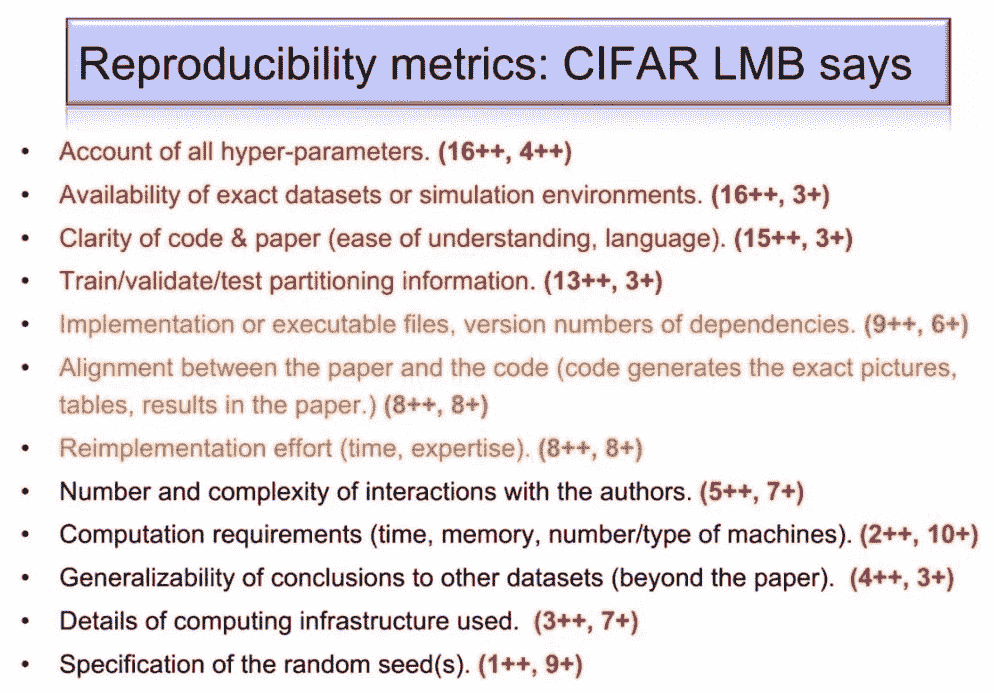 Reproducibility metrics: CIFAR LMB says
• Account of all hyper-parameters. (16++, 4++)
• Availability of exact datasets or simulation environments. (16++, 3+)
• Clarity of code & paper (ease of understanding, language). (15++, 3+)
• Train/validate/test partitioning information. (13++, 3+)
• Implementation or executable files, version numbers of dependencies. (9++, 6+)
• Alignment between the paper and the code (code generates the exact pictures,
tables, results in the paper.) (8++, 8+)
• Reimplementation effort (time, expertise). (8++, 8+)
• Number and complexity of interactions with the authors. (5++, 7+)
• Computation requirements (time, memory, number/type of machines). (2++, 10+)
• Generalizability of conclusions to other datasets (beyond the paper). (4++, 3+)
• Details of computing infrastructure used. (3++, 7+)
• Specification of the random seed(s). (1++, 9+)